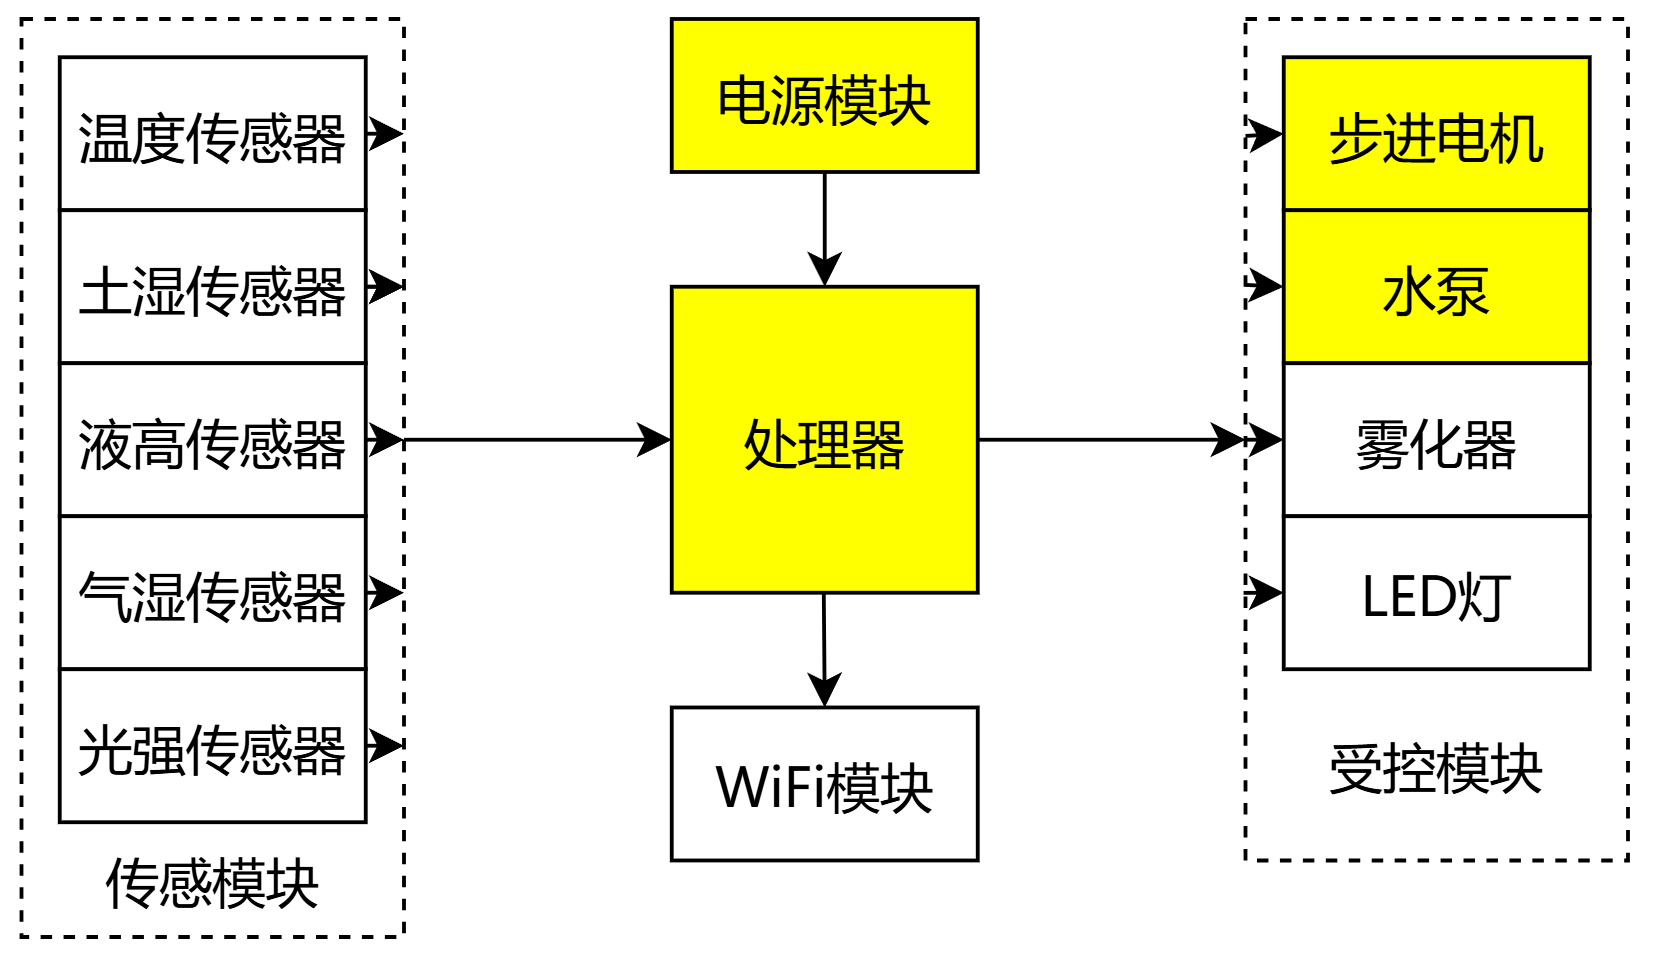 温度传感器
土湿传感器
液高传感器
气湿传感器
光强传感器
传感模块
电源模块
处理器
WiFi模块
步进电机
水泵
雾化器
LED灯
受控模块